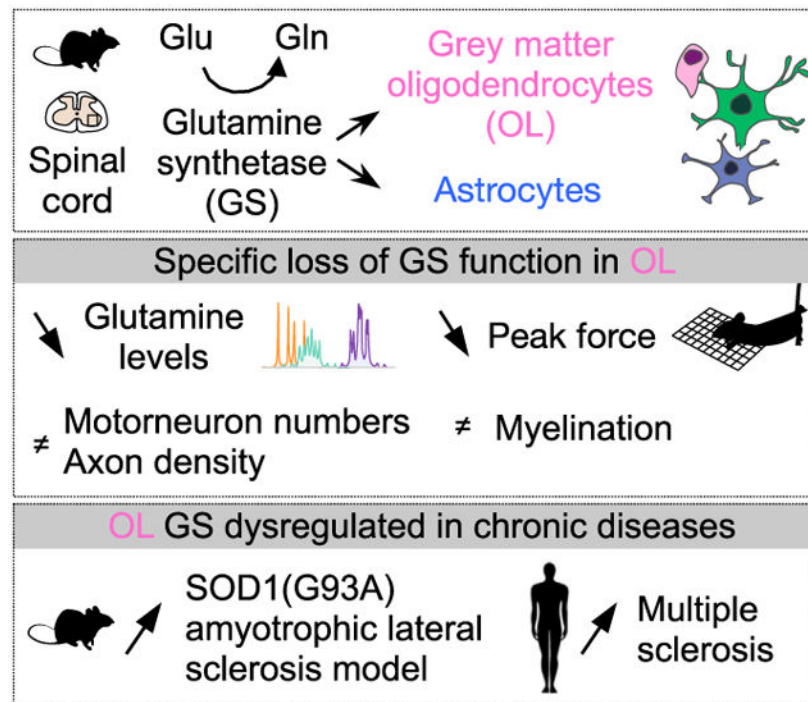 Glu Gln
Glutamine
synthetase
(GS)
Spinal
cord
Grey matter
oligodendrocytes
(OL)
Astrocytes
Specific loss of GS function in OL
Glutamine
levels
Peak force
≠ Motorneuron numbers
Axon density
≠ Myelination
OL GS dysregulated in chronic diseases
SOD1(G93A)
amyotrophic lateral
sclerosis model
Multiple
sclerosis